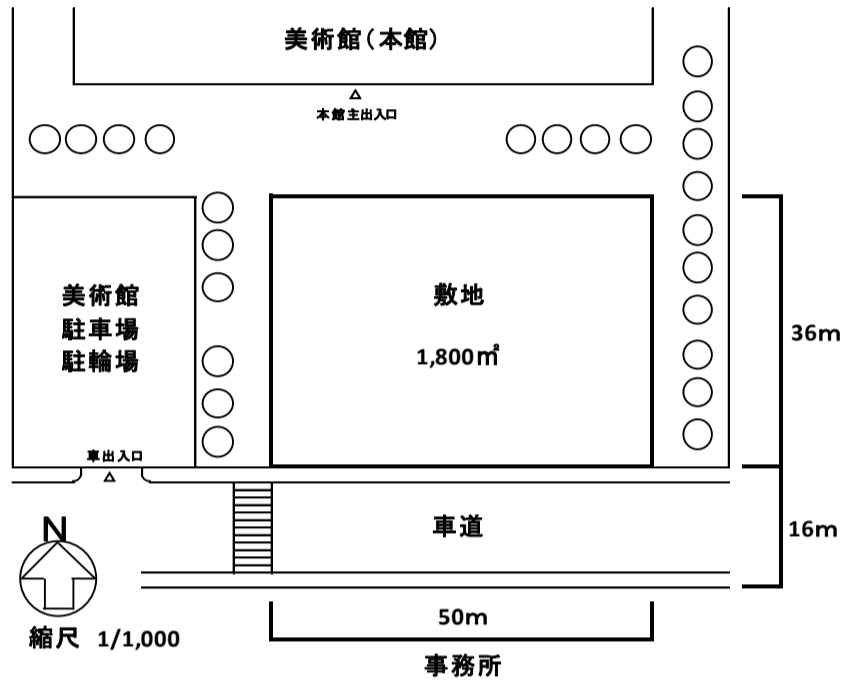 美術館（本館）
△
本館主出入口
美術館
駐車場
駐輪場
敷地
1,800㎡
36m
車出入口
△
車道
16m
N
縮尺 1/1,000
50m
事務所